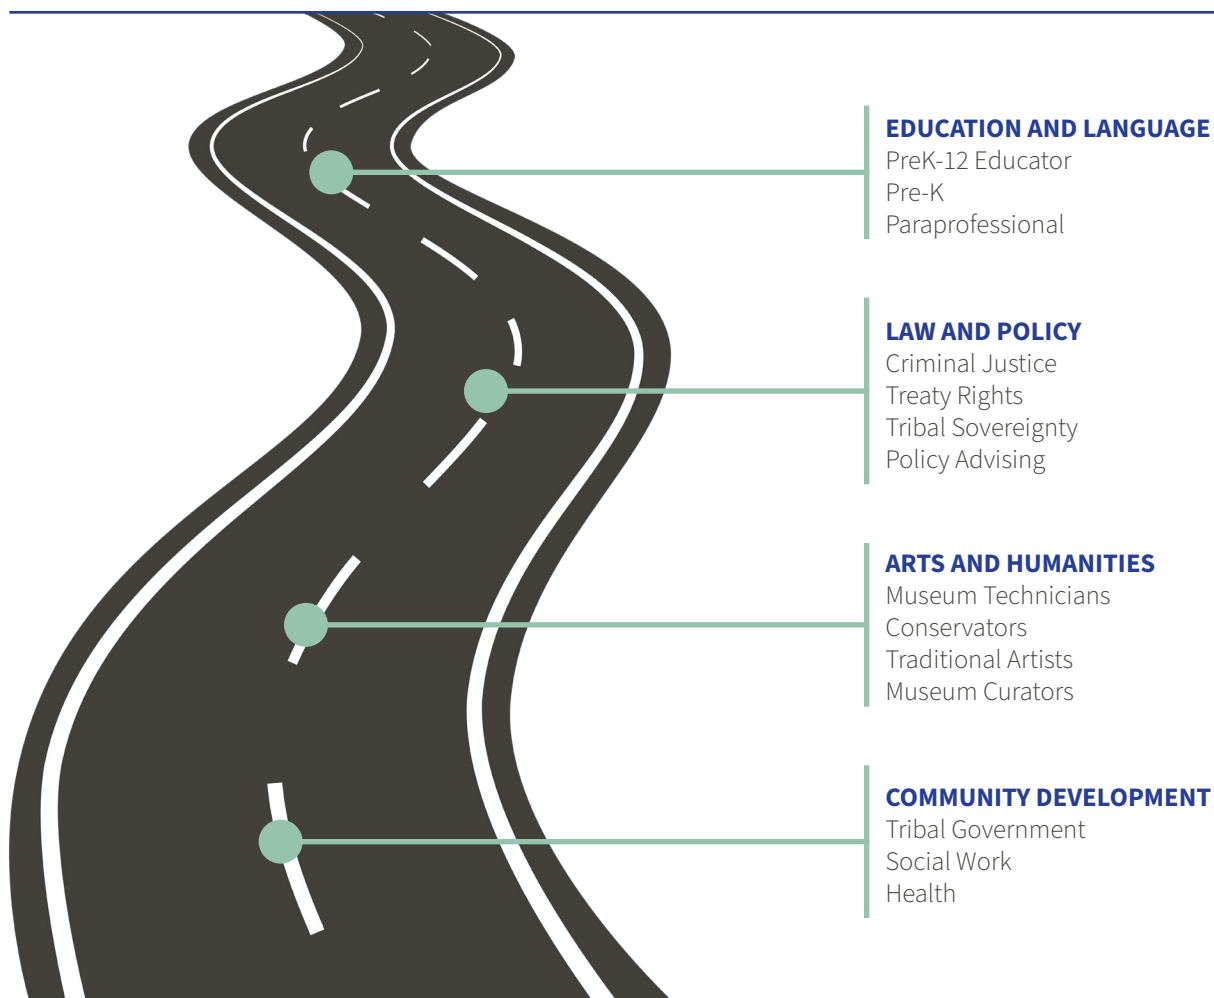 EDUCATION AND LANGUAGE
PreK-12 Educator
Pre-K
Paraprofessional
LAW AND POLICY
Criminal Justice
Treaty Rights
Tribal Sovereignty
Policy Advising
ARTS AND HUMANITIES
Museum Technicians
Conservators
Traditional Artists
Museum Curators
COMMUNITY DEVELOPMENT
Tribal Government
Social Work
Health